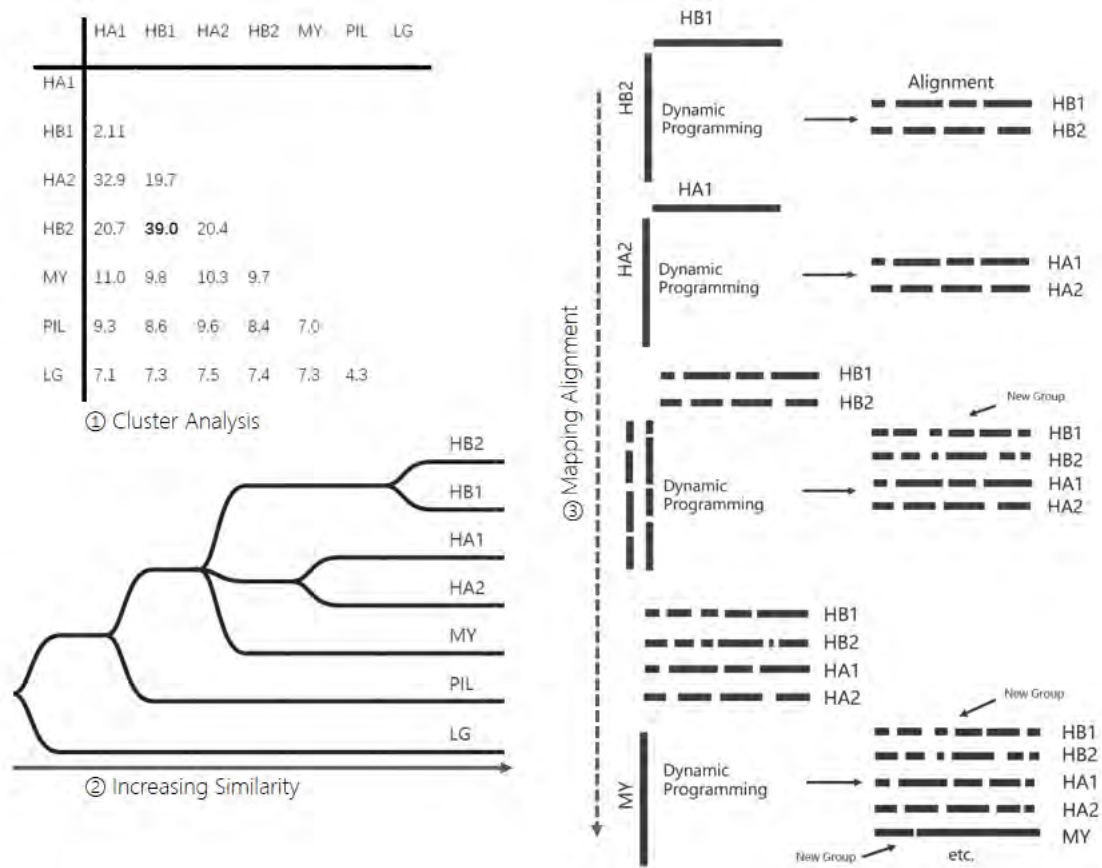 HA1 HB1 HA2 HB2 MY PIL LG
HA1
HB1 2.11
HA2 32.9 19.7
HB2 20.7 39.0 20.4
MY 11.0 9.8 10.3 9.7
PIL 9.3 8.6 9.6 8.4 7.0
LG 7.1 7.3 7.5 7.4 7.3 4.3
① Cluster Analysis
HB2
HB1
HA1
HA2
MY
PIL
LG
② Increasing Similarity
③ Mapping Alignment
HB1
HB2
Dynamic
Programming
Alignment
HB1
HB2
HA1
HA2
Dynamic
Programming
HA1
HA2
HB1
HB2
Dynamic
Programming
New Group
HB1
HB2
HA1
HA2
HB1
HB2
HA1
HA2
MY
Dynamic
Programming
New Group
HB1
HB2
HA1
HA2
MY
New Group
etc.